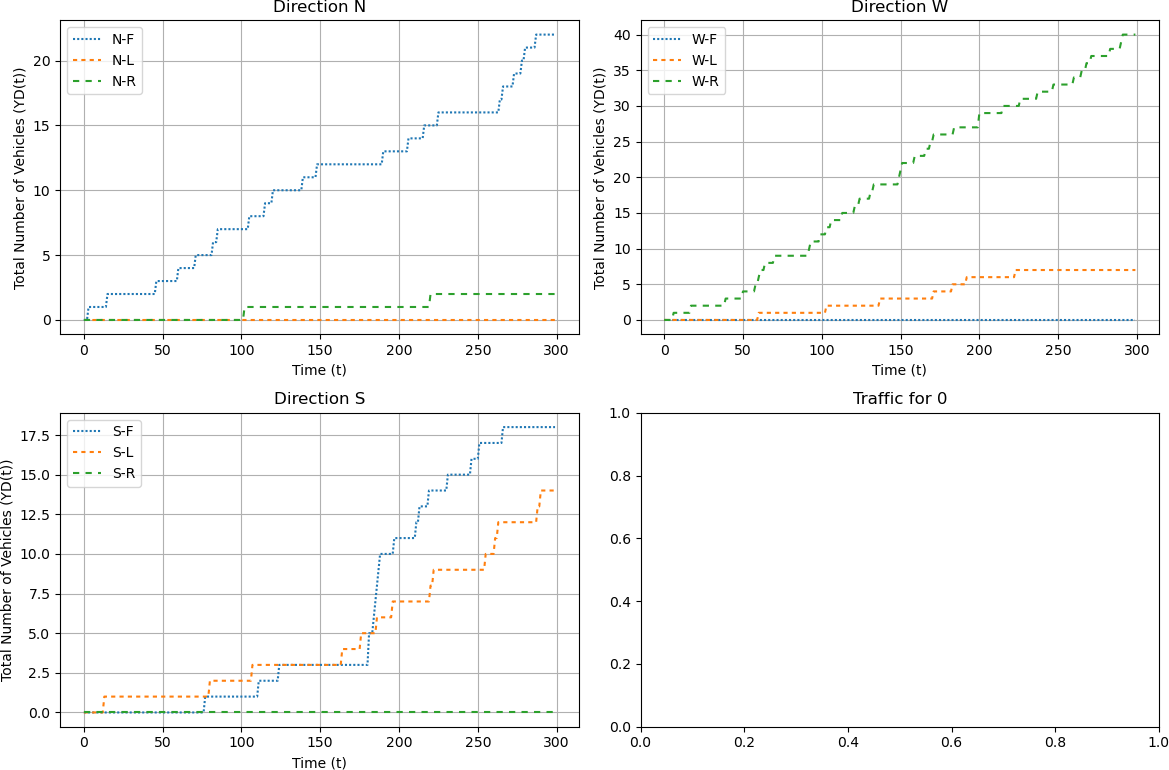 Direction N
Total Number of Vehicles (YD(t))
20
15
10
5
0
N-F
N-L
N-R
0 50 100 150 200 250 300
Time (t)
Direction W
Total Number of Vehicles (YD(t))
40
35
30
25
20
15
10
5
0
W-F
W-L
W-R
0 50 100 150 200 250 300
Time (t)
Direction S
Total Number of Vehicles (YD(t))
17.5
15.0
12.5
10.0
7.5
5.0
2.5
0.0
S-F
S-L
S-R
0 50 100 150 200 250 300
Time (t)
Traffic for 0
1.0
0.8
0.6
0.4
0.2
0.0
0.0 0.2 0.4 0.6 0.8 1.0